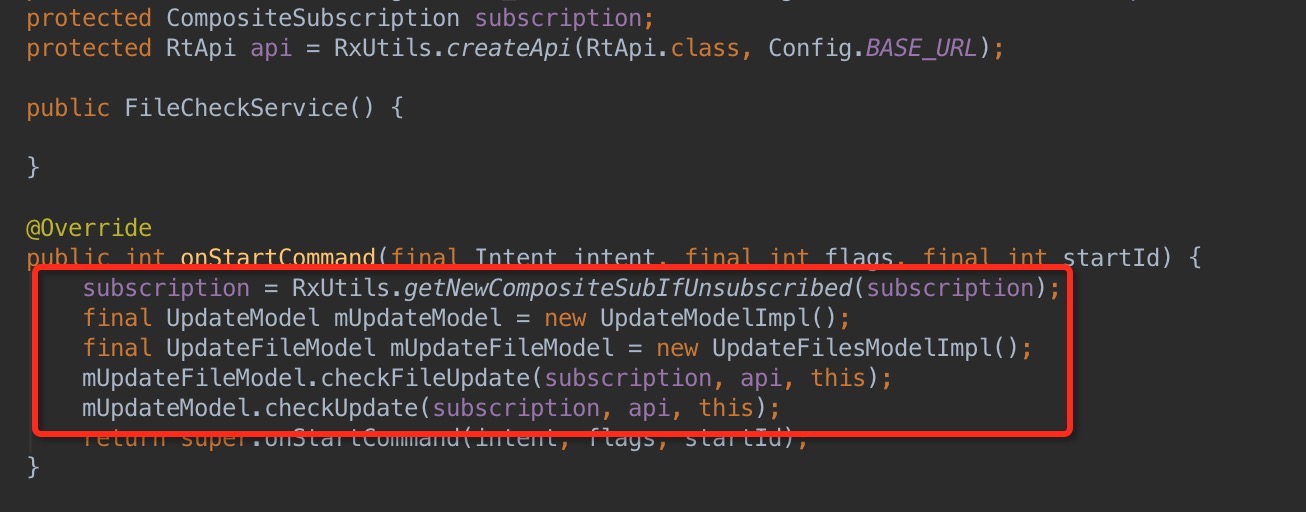 protected CompositeSubscription subscription;
protected RtApi api = RxUtils.createApi(RtApi.class, Config.BASE_URL);
public FileCheckService() {
}
@Override
public int onStartCommand(final Intent intent, final int flags, final int startId) {
subscription = RxUtils.getNewCompositeSubIfUnsubscribed(subscription);
final UpdateModel mUpdateModel = new UpdateModelImpl();
final UpdateFileModel mUpdateFileModel = new UpdateFilesModelImpl();
mUpdateFileModel.checkFileUpdate(subscription, api, this);
mUpdateModel.checkUpdate(subscription, api, this);
return super.onStartCommand(intent, flags, startId);
}